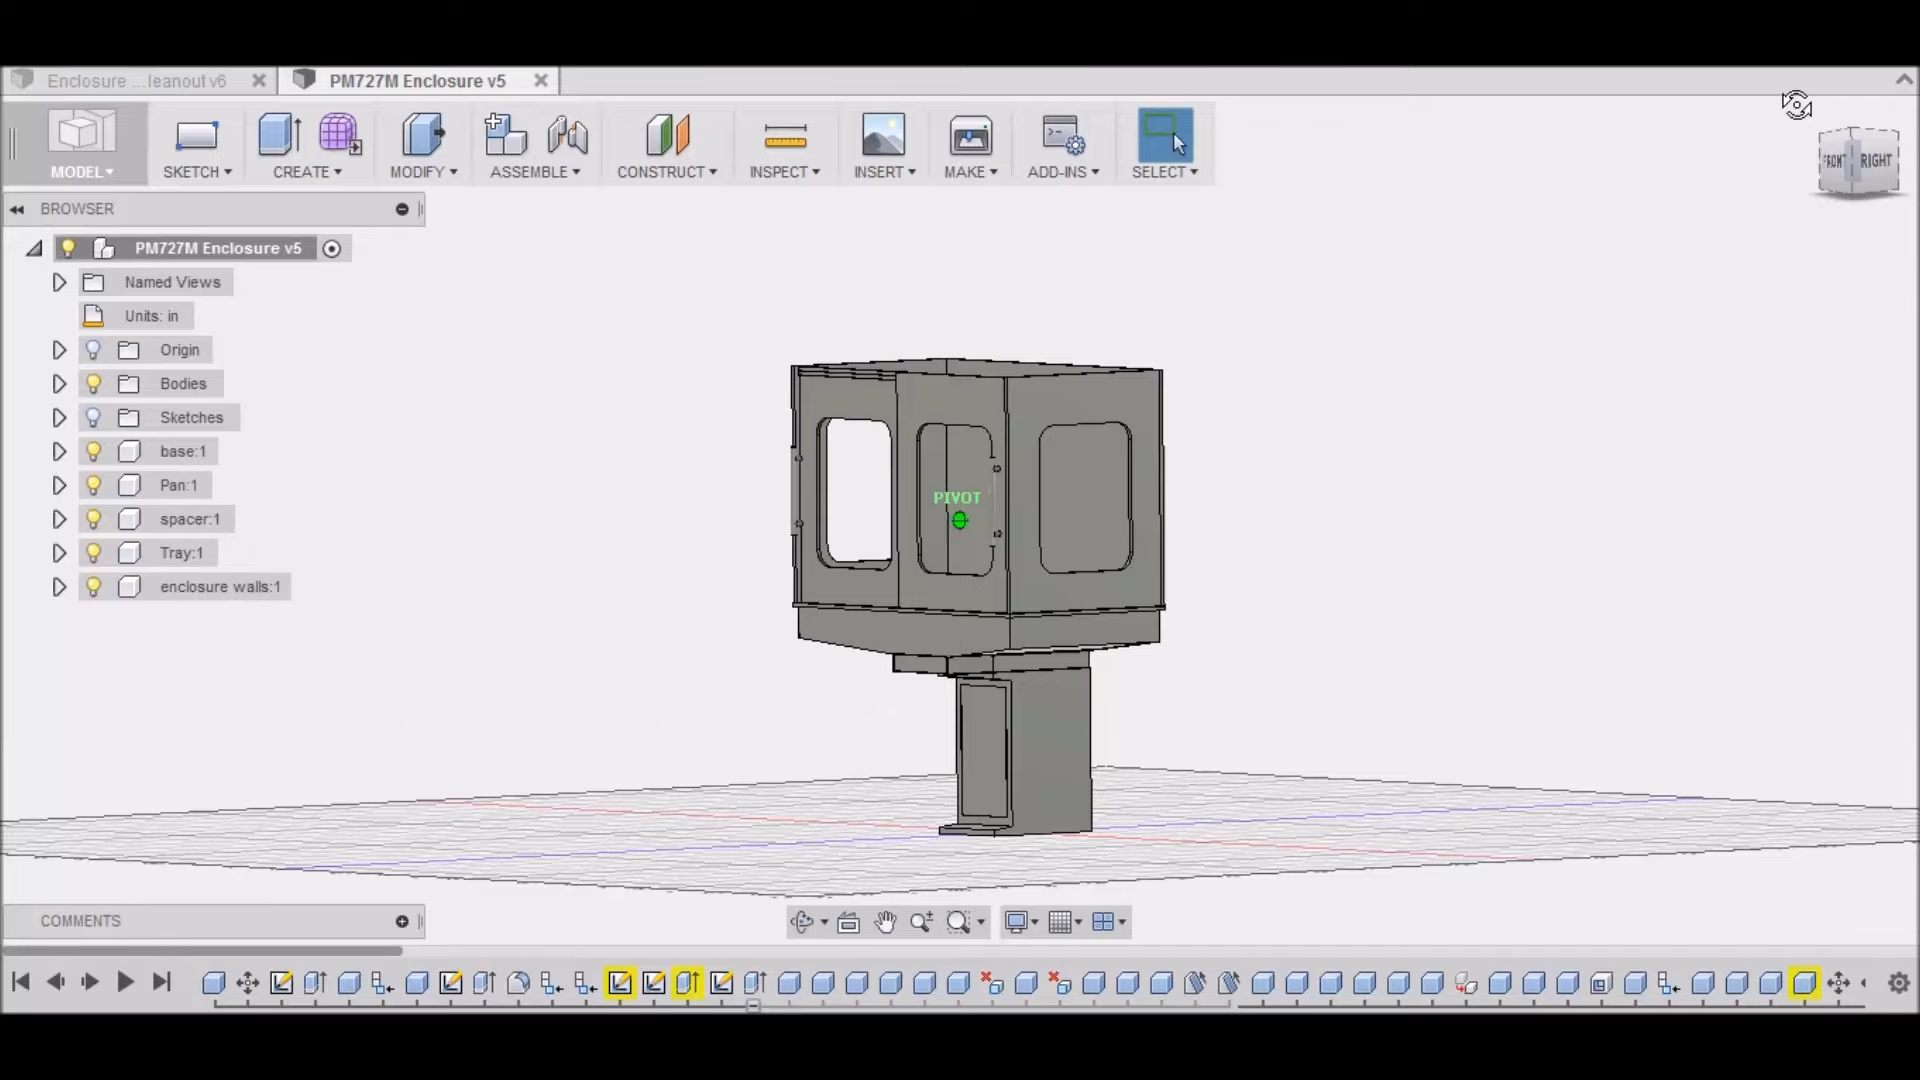 Enclosure ...leanout v6
PM727M Enclosure v5
MODEL
SKETCH
CREATE
MODIFY
ASSEMBLE
CONSTRUCT
INSPECT
INSERT
MAKE
ADD-INS
SELECT
FRONT
RIGHT
BROWSER
PM727M Enclosure v5
Named Views
Units: in
Origin
Bodies
Sketches
base:1
Pan:1
spacer:1
Tray:1
enclosure walls:1
PIVOT
COMMENTS